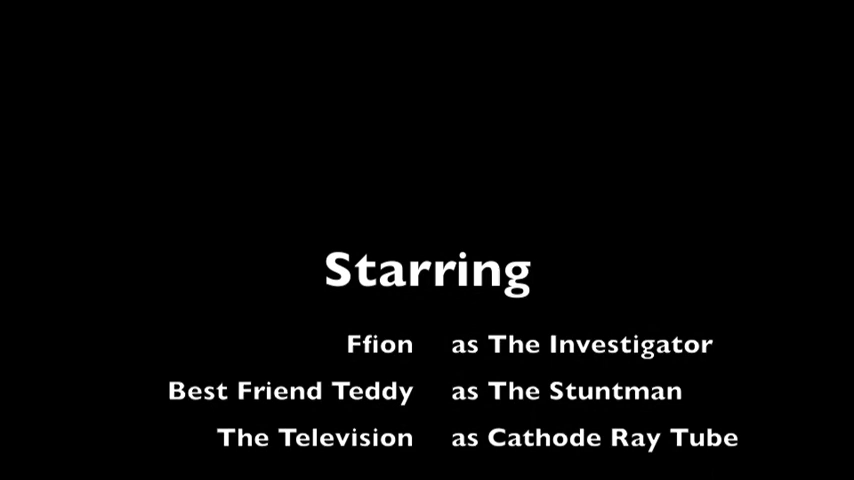 Starring
Ffion as The Investigator
Best Friend Teddy as The Stuntman
The Television as Cathode Ray Tube